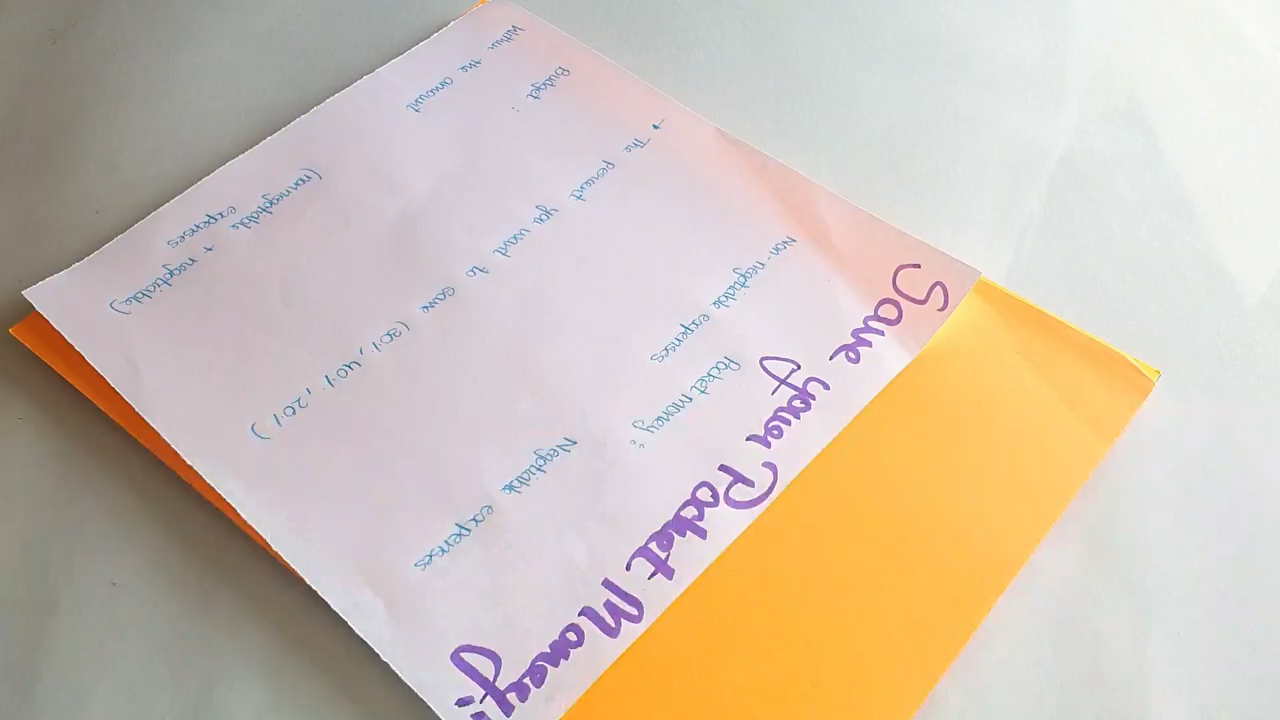 Save your Pocket Money!
Pocket money:
Non-negotiable expenses
Negotiable expenses
→ The percent you want to save (30%, 40%, 20%)
Budget :
Within the amount
(nonnegotable + negotiable)
expenses